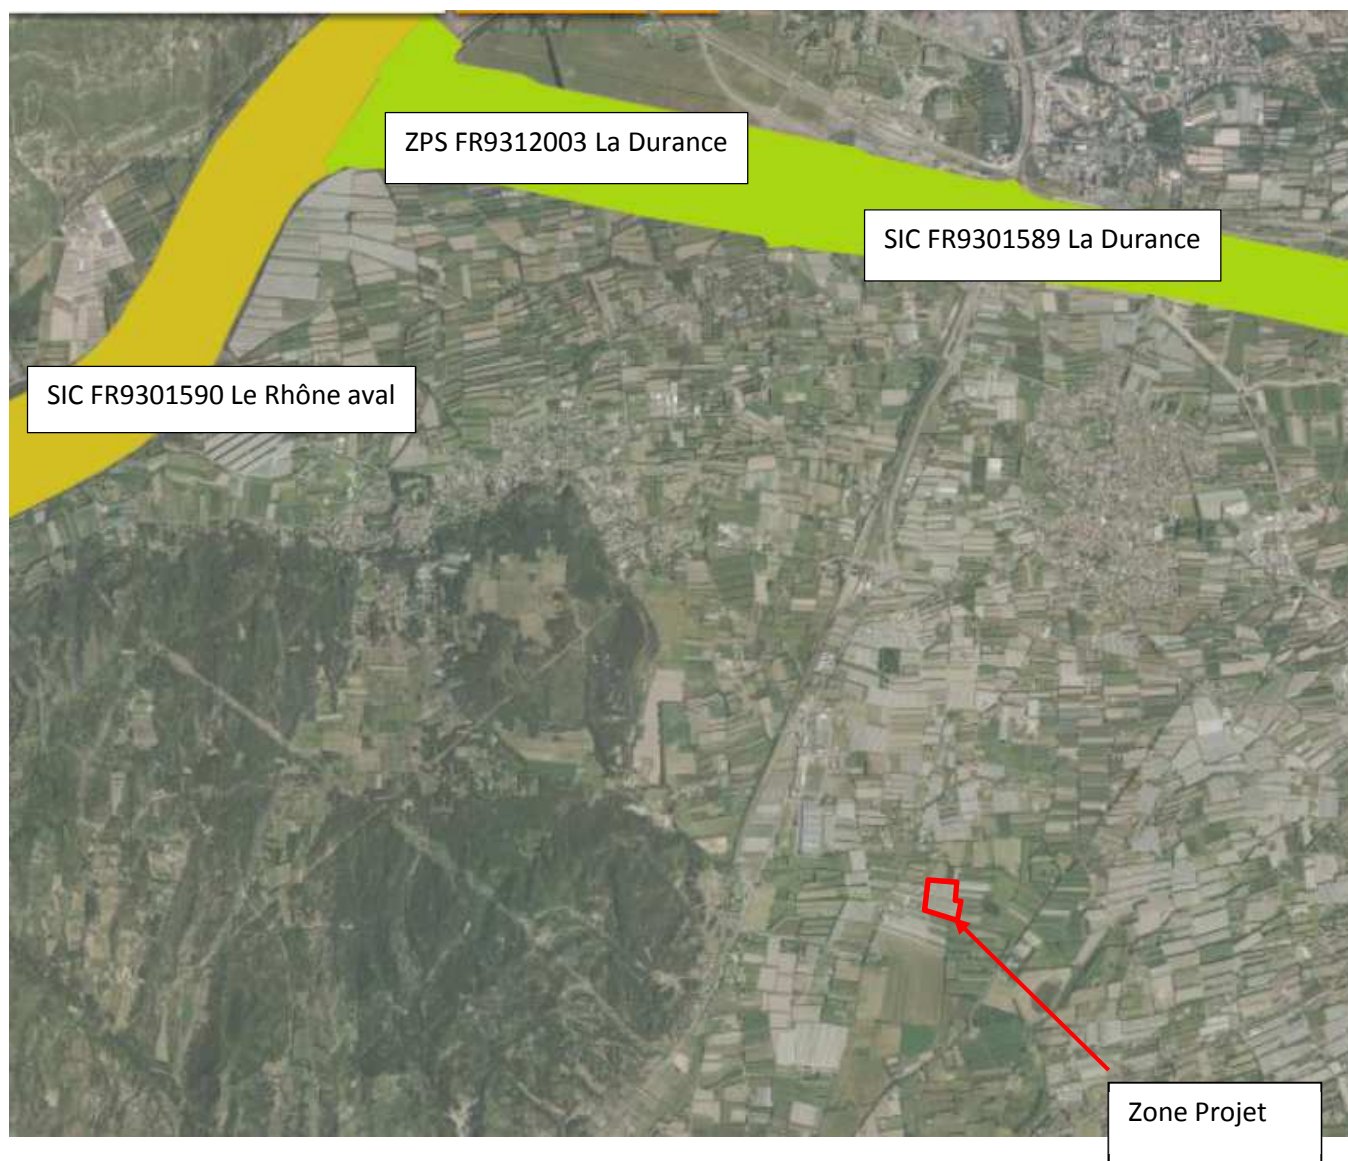 ZPS FR9312003 La Durance
SIC FR9301589 La Durance
SIC FR9301590 Le Rhône aval
Zone Projet